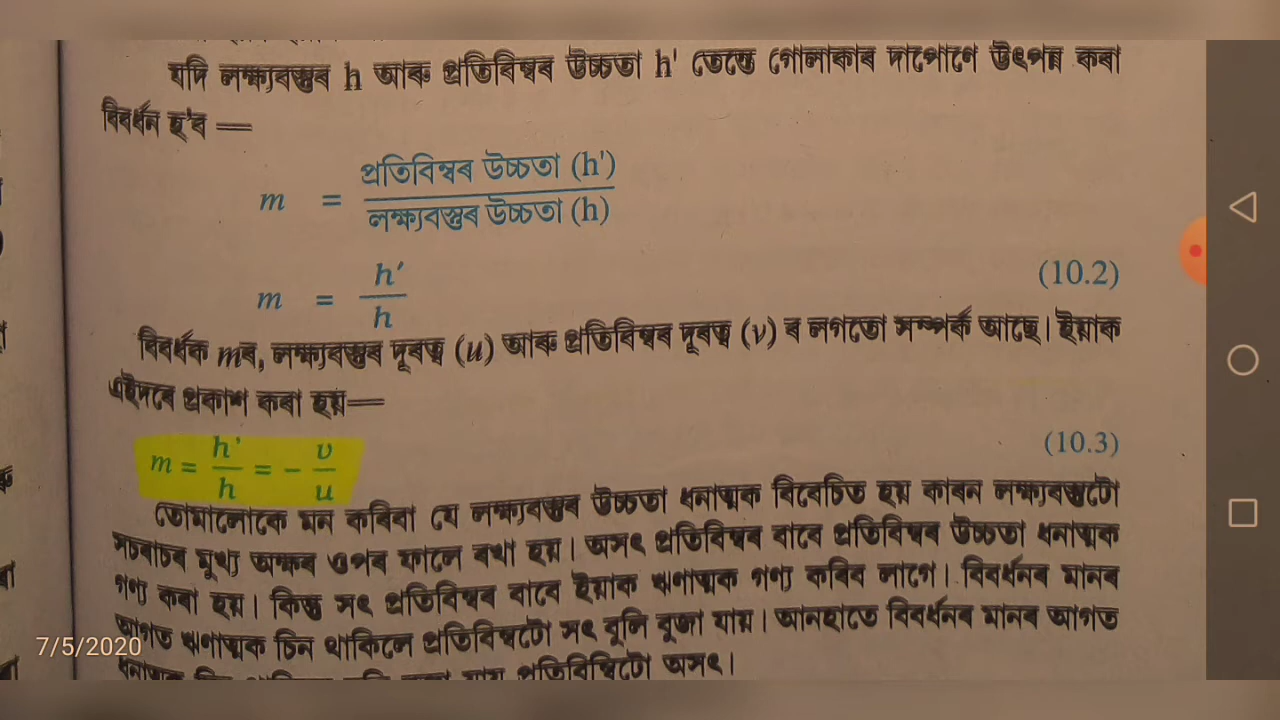 যদি লক্ষ্যবস্তুৰ h আৰু প্ৰতিবিম্বৰ উচ্চতা h' তেন্তে গোলাকাৰ দাপোণে উৎপন্ন কৰা
বিবৰ্ধন হ'ব —
m = প্ৰতিবিম্বৰ উচ্চতা (h')
লক্ষ্যবস্তুৰ উচ্চতা (h)
m = h′/h (10.2)
বিবৰ্ধক mৰ, লক্ষ্যবস্তুৰ দূৰত্ব (u) আৰু প্ৰতিবিম্বৰ দূৰত্ব (v) ৰ লগতো সম্পৰ্ক আছে। ইয়াক
এইদৰে প্ৰকাশ কৰা হয়—
m = h'/h = - v/u (10.3)
তোমালোকে মন কৰিবা যে লক্ষ্যবস্তুৰ উচ্চতা ধনাত্মক বিবেচিত হয় কাৰন লক্ষ্যবস্তুটো
সচৰাচৰ মুখ্য অক্ষৰ ওপৰ ফালে ৰখা হয়। অসৎ প্ৰতিবিম্বৰ বাবে প্ৰতিবিম্বৰ উচ্চতা ধনাত্মক
গণ্য কৰা হয়। কিন্তু সৎ প্ৰতিবিম্বৰ বাবে ইয়াক ঋণাত্মক গণ্য কৰিব লাগে। বিবৰ্ধনৰ মানৰ
আগত ঋণাত্মক চিন থাকিলে প্ৰতিবিম্বটো সৎ বুলি বুজা যায়। আনহাতে বিবৰ্ধনৰ মানৰ আগত
প্ৰতিবিম্বিটো অসৎ।
7/5/2020